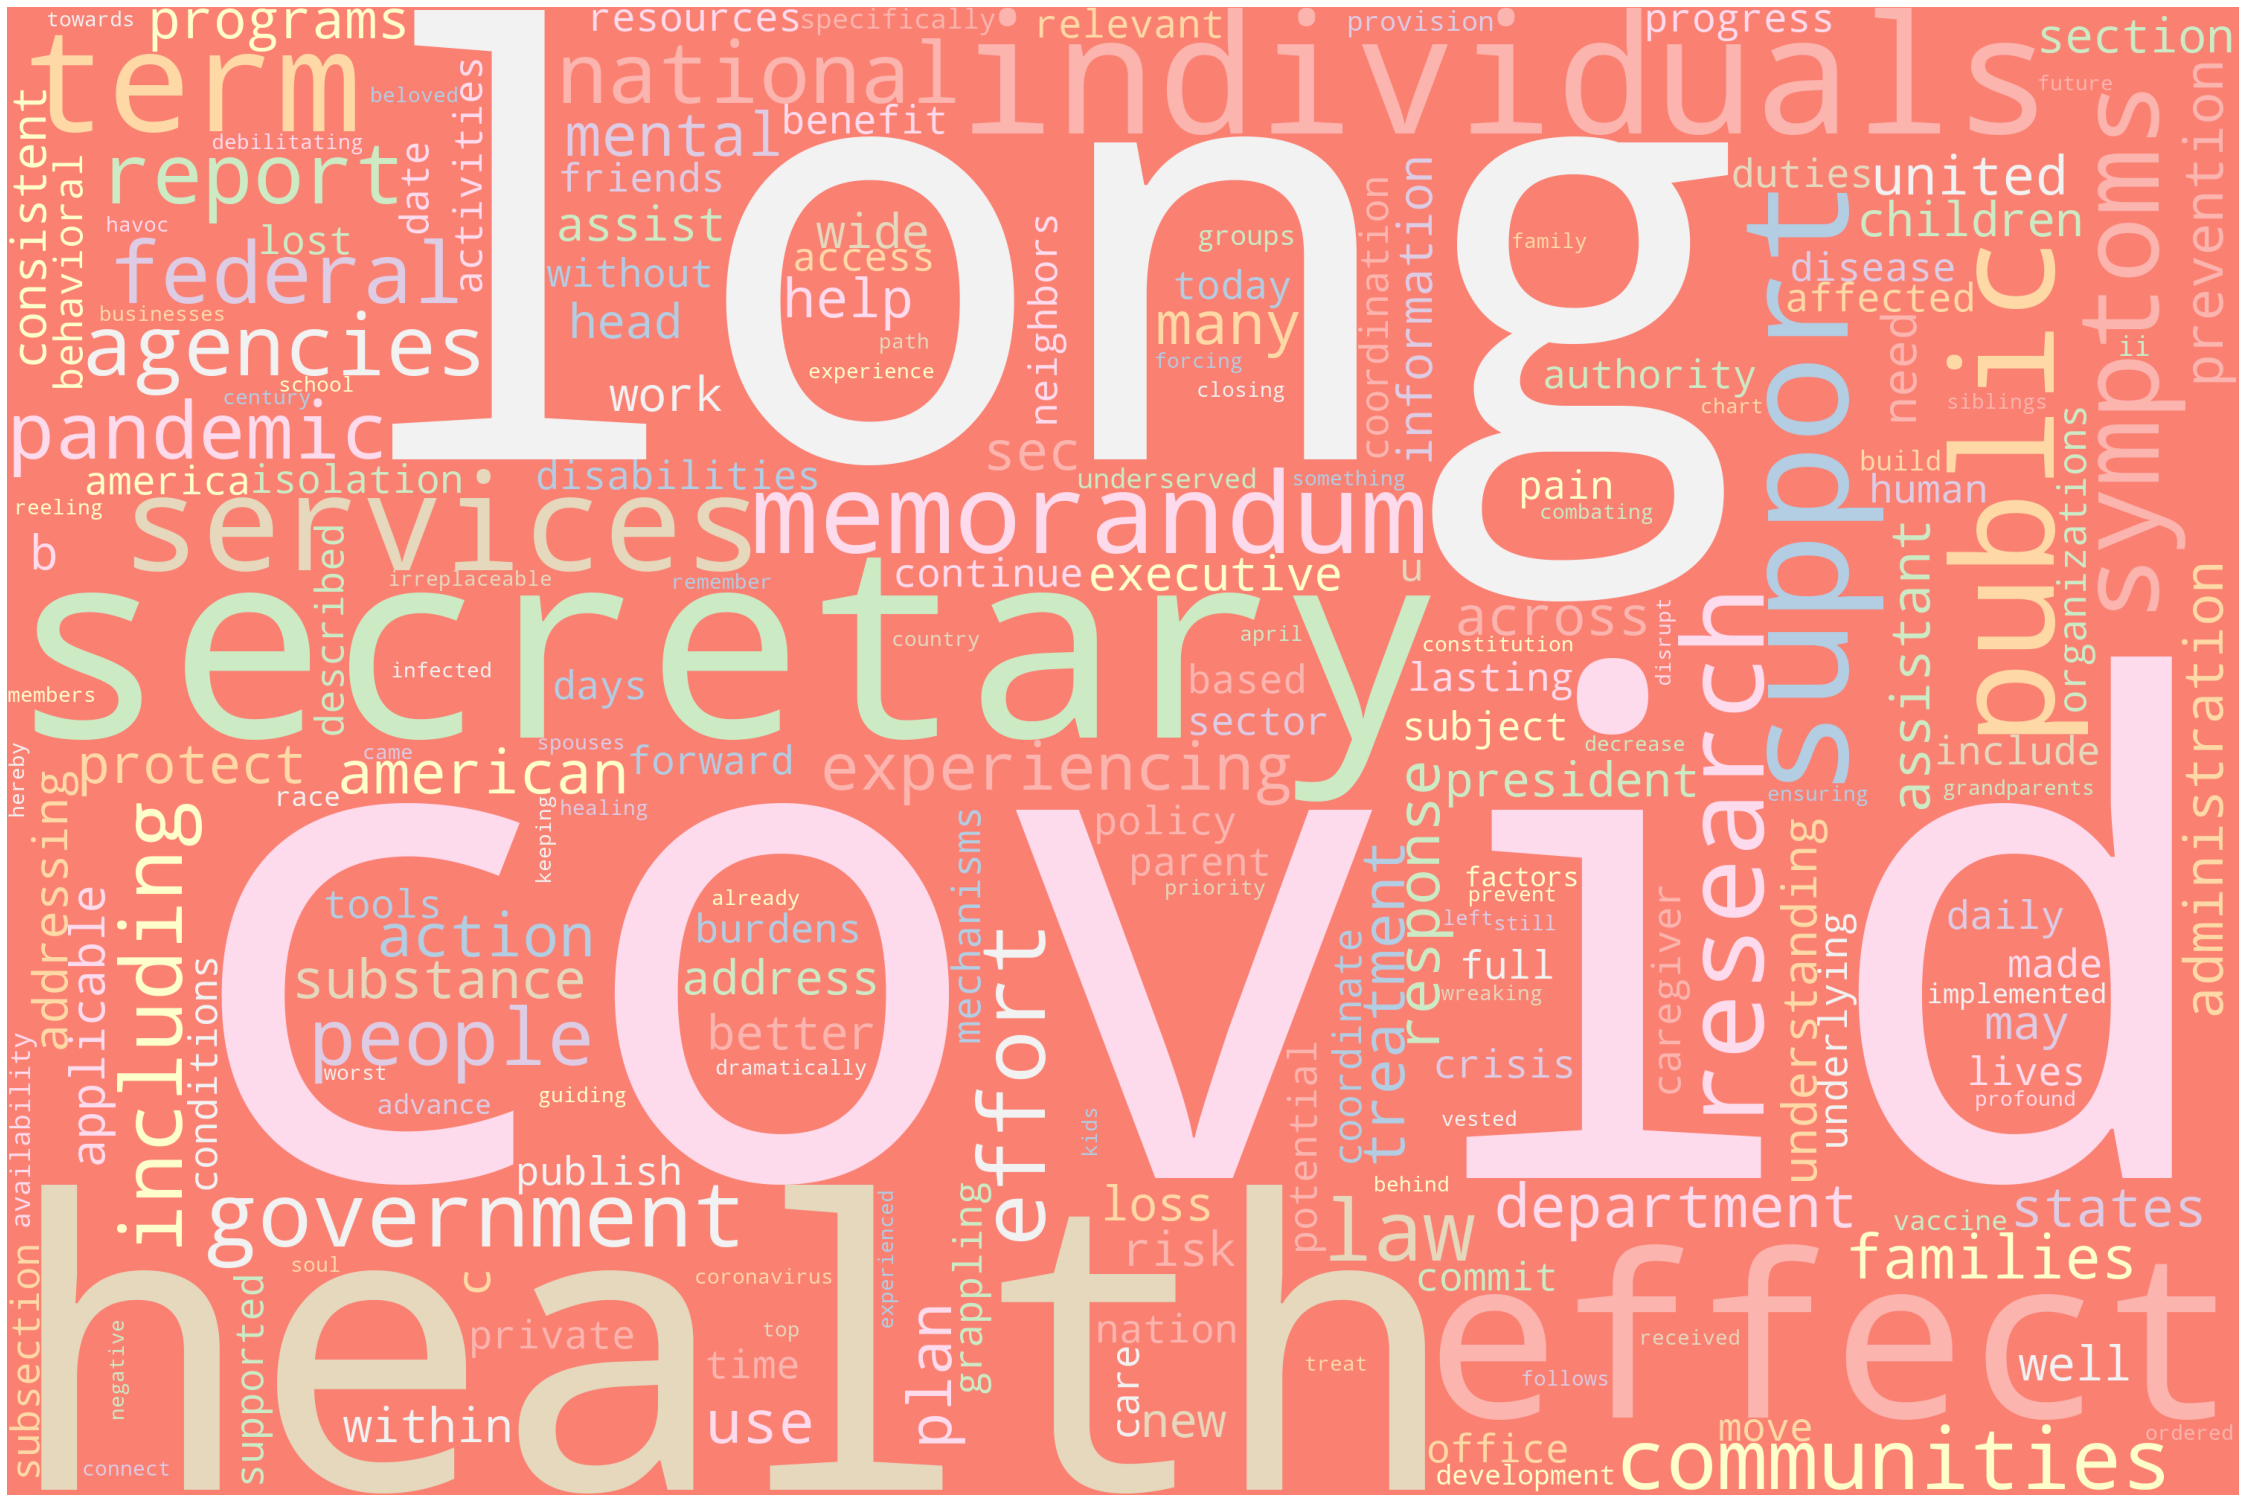 towards
programs
resources
specifically
relevant
provision
progress
section
term
long
national
individuals
future
beloved
activities
mental
benefit
symptoms
prevention
consistent
debilitating
report
date
friends
behavioral
information
coordination
duties
united
support
children
public
havoc
lost
assist
wide
access
groups
family
federal
without
help
today
disease
affected
businesses
head
many
neighbors
need
ii
agencies
path
forcing
experience
closing
authority
school
century
work
chart
siblings
pandemic
sec
organizations
america
isolation
disabilities
underserved
something
pain
build
human
reeling
services
memorandum
combating
b
described
irreplaceable
remember
continue
executive
u
assistant
administration
secretary
across
research
disrupt
country
april
constitution
infected
days
based
lasting
members
sector
subject
hereby
came
spouses
decrease
include
protect
american
forward
experiencing
response
president
ensuring
grandparents
addressing
including
race
keeping
healing
covid
mechanisms
policy
parent
priority
treatment
factors
prevent
understanding
applicable
tools
already
burdens
left
still
caregiver
underlying
daily
action
effort
coordinate
full
made
substance
address
wreaking
implemented
conditions
people
better
potential
crisis
may
worst
dramatically
lives
availability
advance
guiding
kids
vested
profound
publish
behind
government
experienced
grappling
loss
law
department
vaccine
states
subsection
health
risk
families
supported
soul
c
coronavirus
commit
effect
negative
private
top
plan
nation
received
time
treat
follows
well
care
within
use
new
office
move
ordered
connect
development
communities